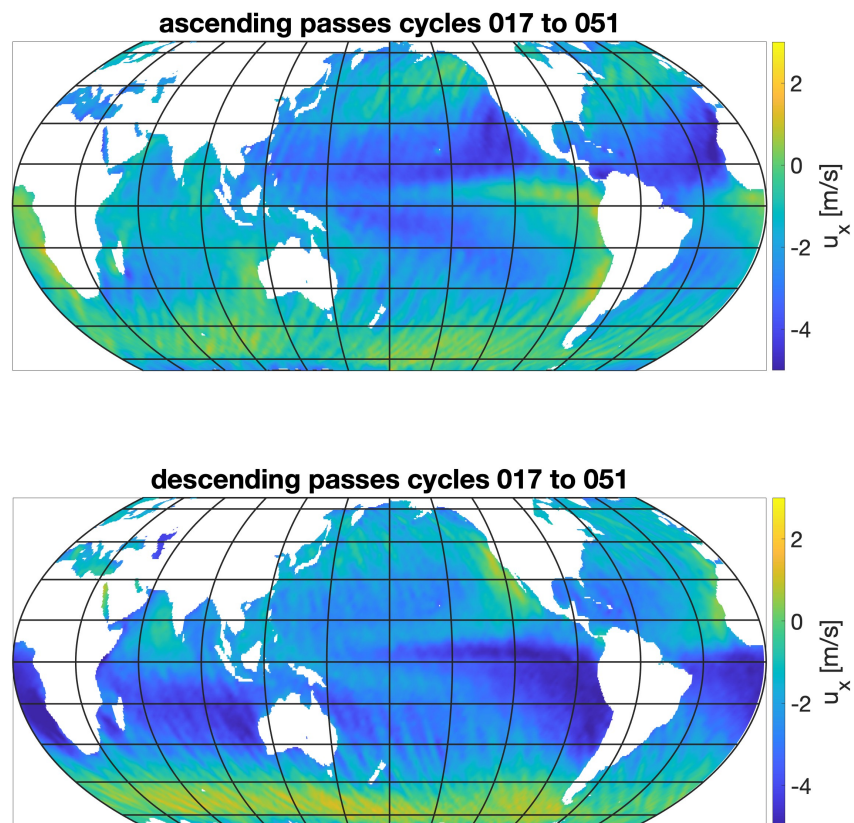 ascending passes cycles 017 to 051
2
0
-2
-4
u_x [m/s]
descending passes cycles 017 to 051
2
0
-2
-4
u_x [m/s]